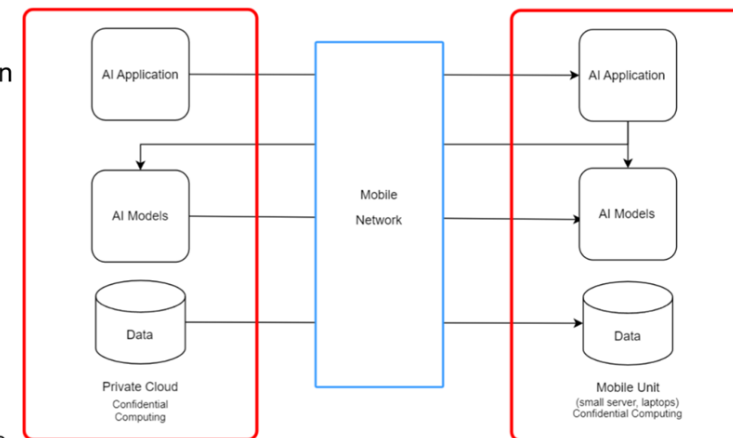 n
AI Application
AI Models
Data
Private Cloud
Confidential
Computing
Mobile
Network
AI Application
AI Models
Data
Mobile Unit
(small server, laptops)
Confidential Computing